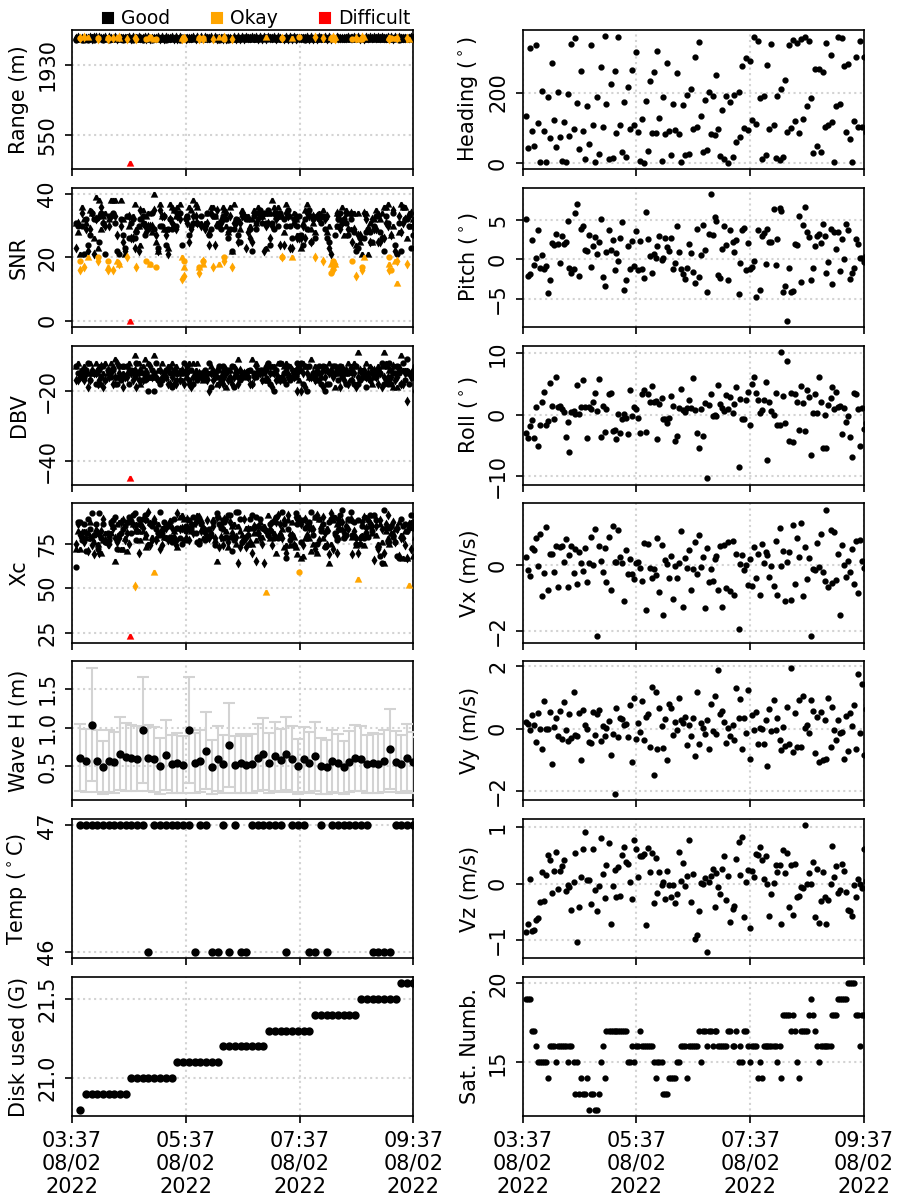 Good Okay Difficult
Range (m)
1930
550
Heading (°)
200
0
SNR
40
20
0
Pitch (°)
5
0
−5
DBV
−20
−40
Roll (°)
10
0
−10
Xc
75
50
25
Vx (m/s)
0
−2
Wave H (m)
1.5
1.0
0.5
Vy (m/s)
2
0
−2
Temp (°C)
47
46
Vz (m/s)
1
0
−1
Disk used (G)
21.5
21.0
Sat. Numb.
20
15
03:37 05:37 07:37 09:37 03:37 05:37 07:37 09:37
08/02 08/02 08/02 08/02 08/02 08/02 08/02 08/02
2022 2022 2022 2022 2022 2022 2022 2022